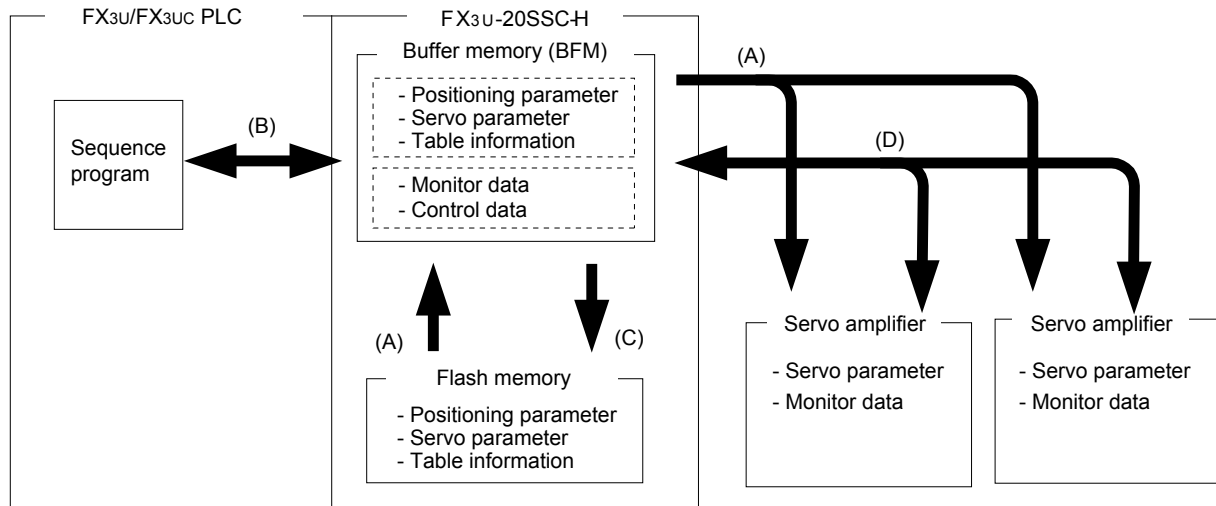 FX3U/FX3UC PLC
FX3U-20SSC-H
Buffer memory (BFM)
- Positioning parameter
- Servo parameter
- Table information
- Monitor data
- Control data
Sequence
program
(B)
(A)
(D)
(A)
(C)
Flash memory
- Positioning parameter
- Servo parameter
- Table information
Servo amplifier
- Servo parameter
- Monitor data
Servo amplifier
- Servo parameter
- Monitor data